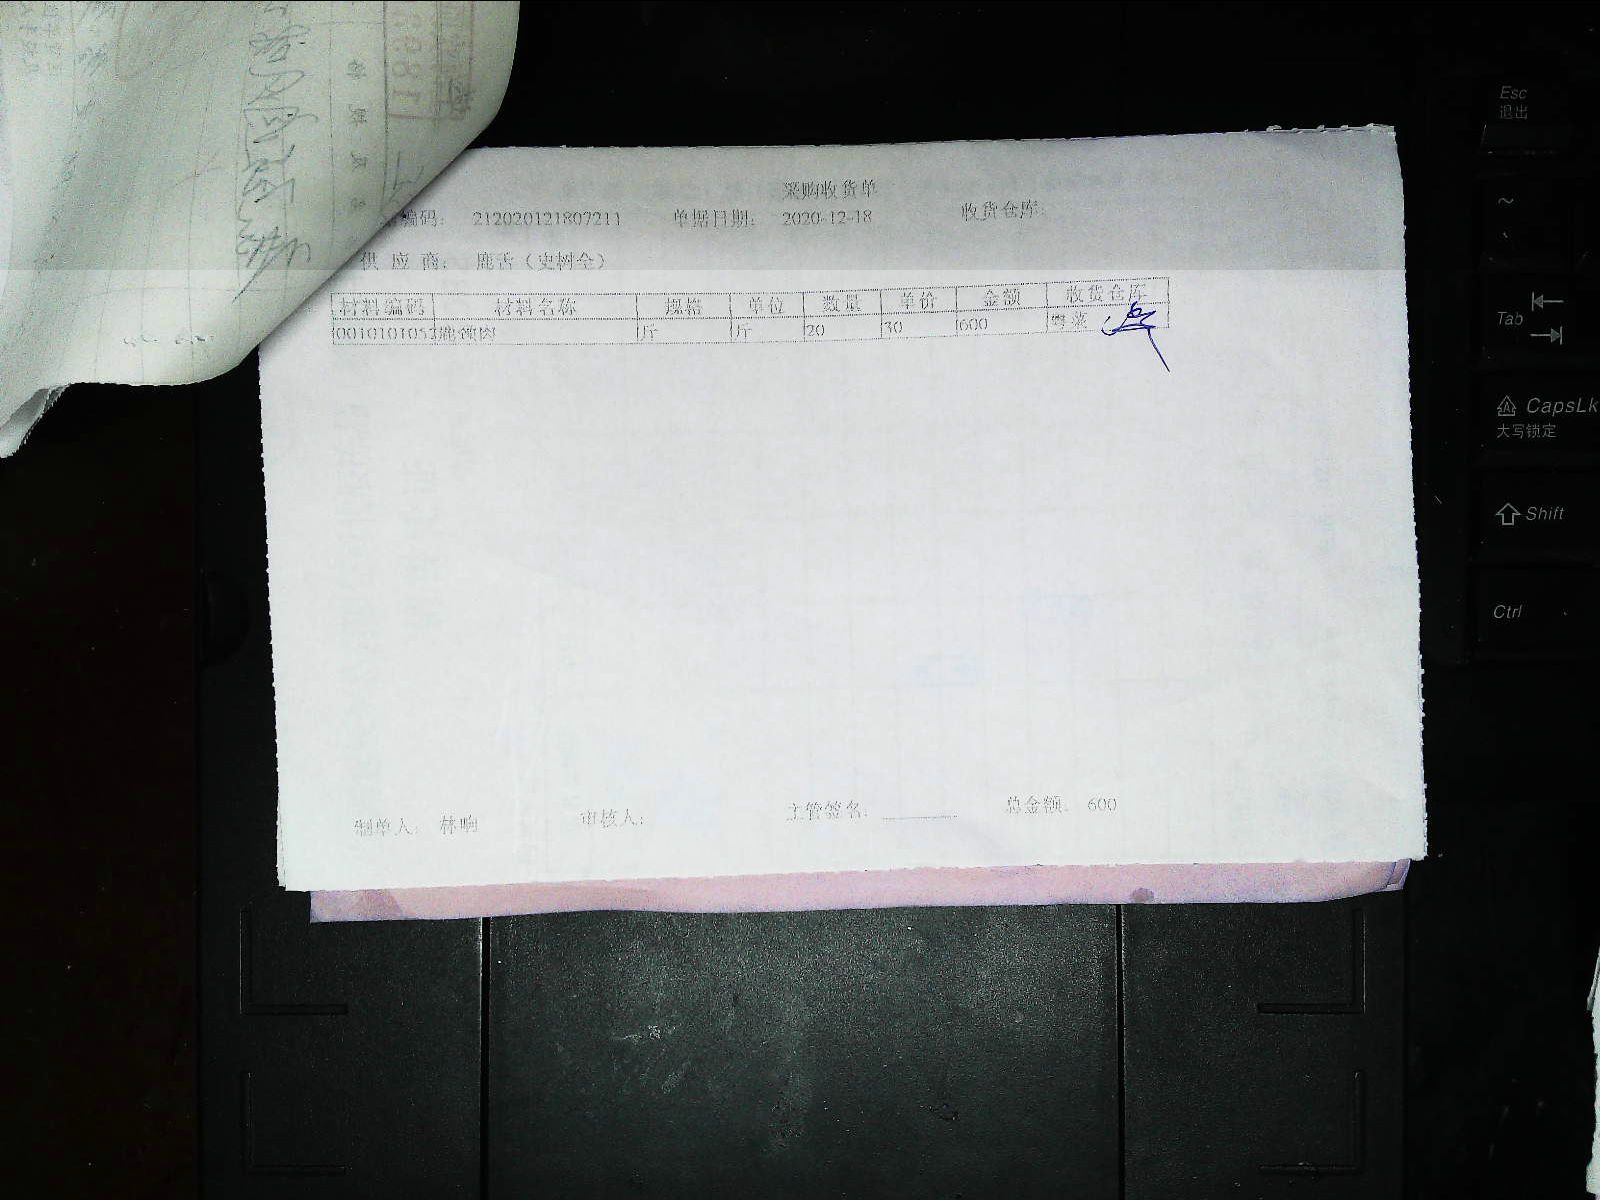 采购收货单
编码: 212020121807211 单据日期: 2020-12-18 收货仓库:
供 应 商: 鹿舌(史树全)
材料编码 材料名称 规格 单位 数量 单价 金额 收货仓库
0010101052 斤 斤 20 30 600 粤菜
制单人: 林响 审核人: 主管签名: 总金额: 600
Esc
退出
~
Tab
CapsLk
大写锁定
Shift
Ctrl